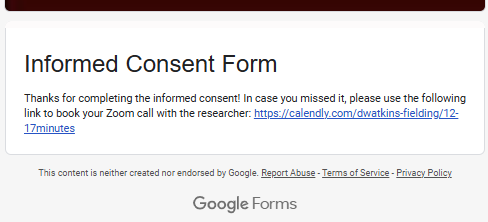 Informed Consent Form
Thanks for completing the informed consent! In case you missed it, please use the following
link to book your Zoom call with the researcher: https://calendly.com/dwatkins-fielding/12-
17minutes
This content is neither created nor endorsed by Google. Report Abuse - Terms of Service - Privacy Policy
Google Forms